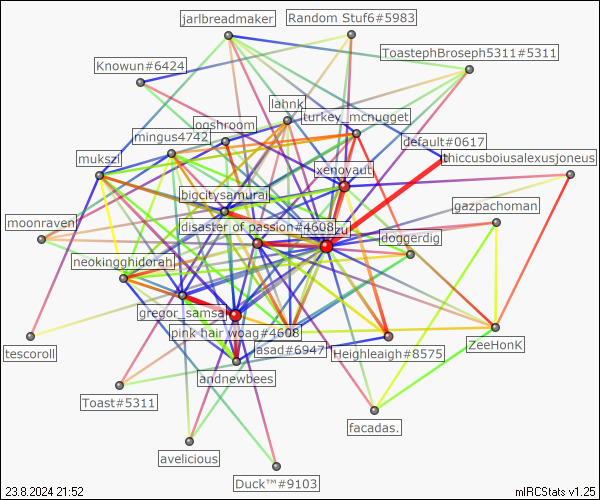 jarlbreadmaker
Random Stuf6#5983
ToastephBroseph5311#5311
Knowun#6424
lahnk
turkey_mcnugget
ooshroom
mingus4742
default#0617
mukszi
thiccusboiusalexusjoneus
xenovaut
bigcitysamurai
gazpachoman
moonraven
disaster of passion#4608
zu
doggerdig
neokingghidorah
gregor_samsa
pink hair woag#4608
ZeeHonK
tescoroll
jasad#6947
Heighleaigh#8575
andnewbees
Toast#5311
facadas.
avelicious
Duck™#9103
23.8.2024 21:52
mIRCStats v1.25